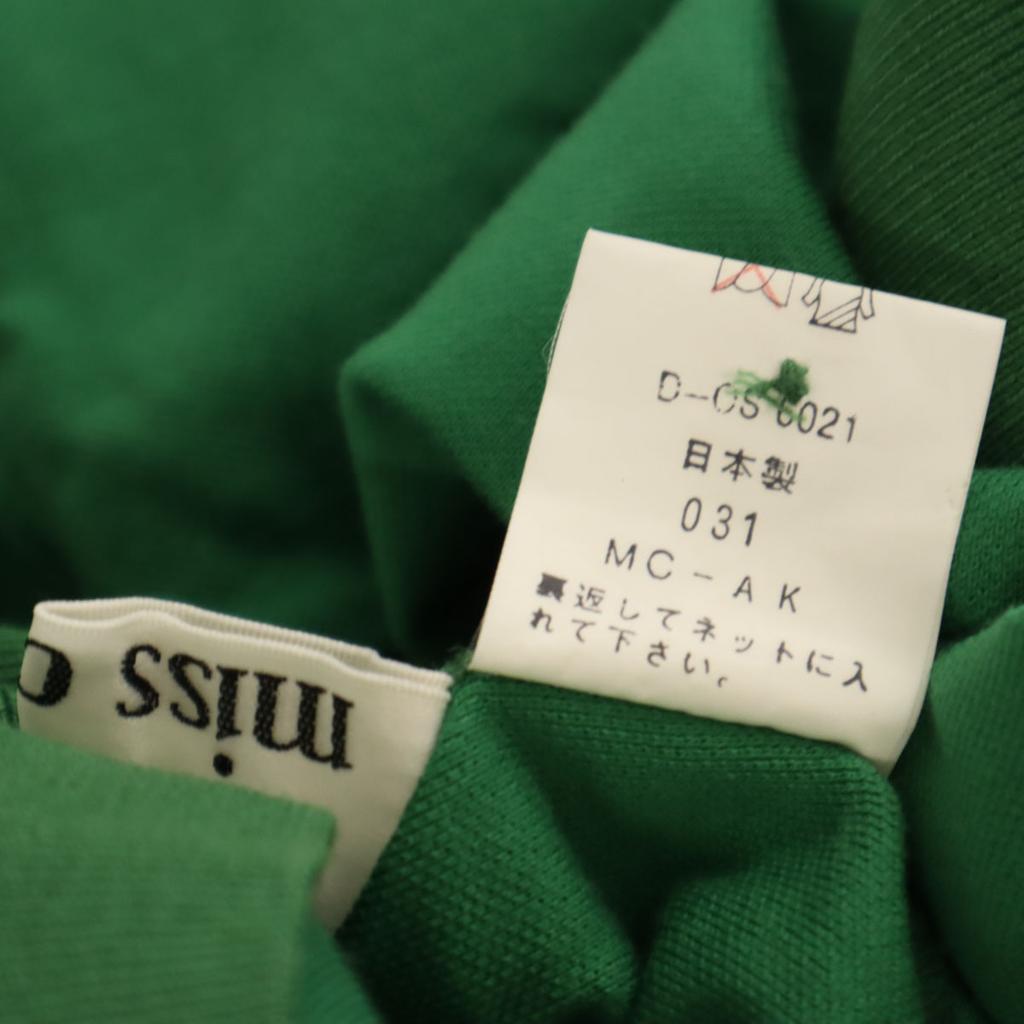 D-CS 6021
日本製
031
MC-AK
裏返してネットに入
れて下さい。
miss